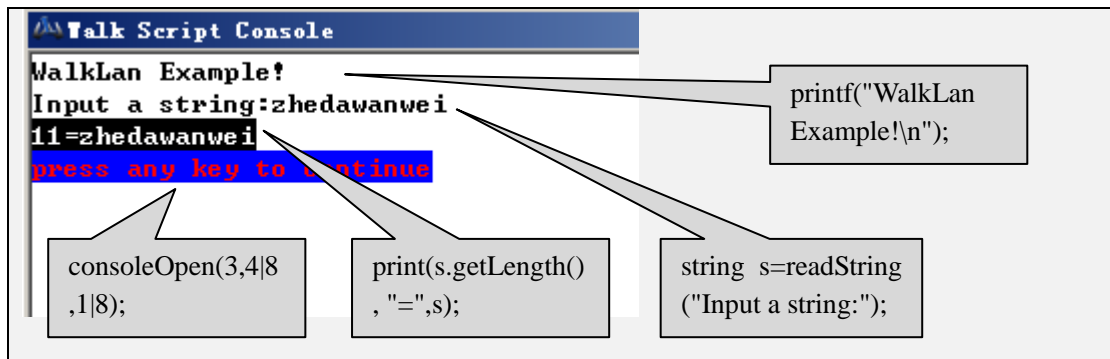 Walk Script Console
WalkLan Example!
Input a string:zhedawanwei
11=zhedawanwei
press any key to continue
printf("WalkLan
Example!\n");
consoleOpen(3,4|8
,1|8);
print(s.getLength()
, "=",s);
string s=readString
("Input a string:");